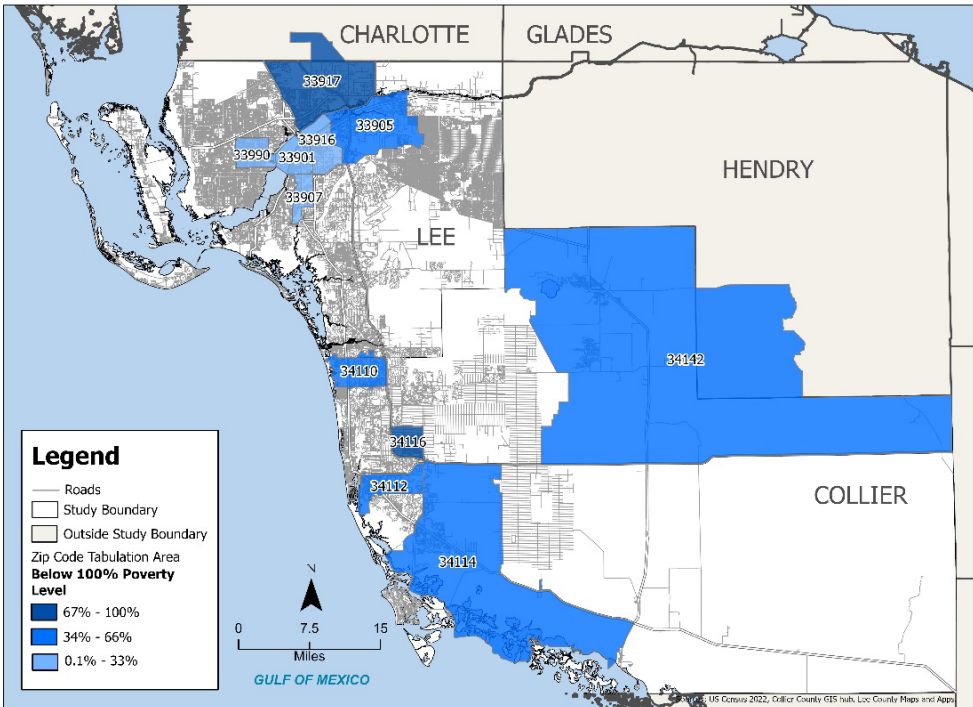 CHARLOTTE
GLADES
33917
33905
33916
33990
33901
HENDRY
33907
LEE
34142
34110
34116
34112
COLLIER
34114
Legend
Roads
Study Boundary
Outside Study Boundary
Zip Code Tabulation Area
Below 100% Poverty
Level
67% - 100%
34% - 66%
0.1% - 33%
N
0 7.5 15
Miles
GULF OF MEXICO
US Census 2022, Collier County GIS hub, Lee County Maps and Apps